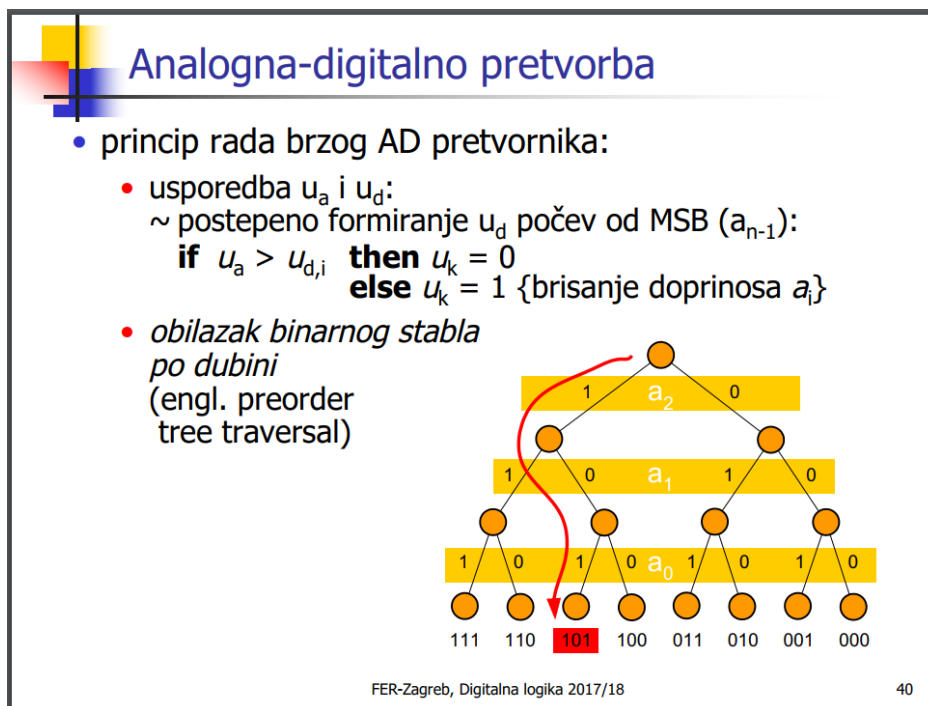 Analogna-digitalno pretvorba
• princip rada brzog AD pretvornika:
• usporedba uₐ i u_d:
~ postepeno formiranje u_d počev od MSB (aₙ₋₁):
if uₐ > u_d,i then uₖ = 0
else uₖ = 1 {brisanje doprinosa aᵢ}
• obilazak binarnog stabla
po dubini
(engl. preorder
tree traversal)
1 a₂ 0
1 0 a₁ 1 0
1 0 1 0 a₀ 1 0 1 0
111 110 101 100 011 010 001 000
FER-Zagreb, Digitalna logika 2017/18 40